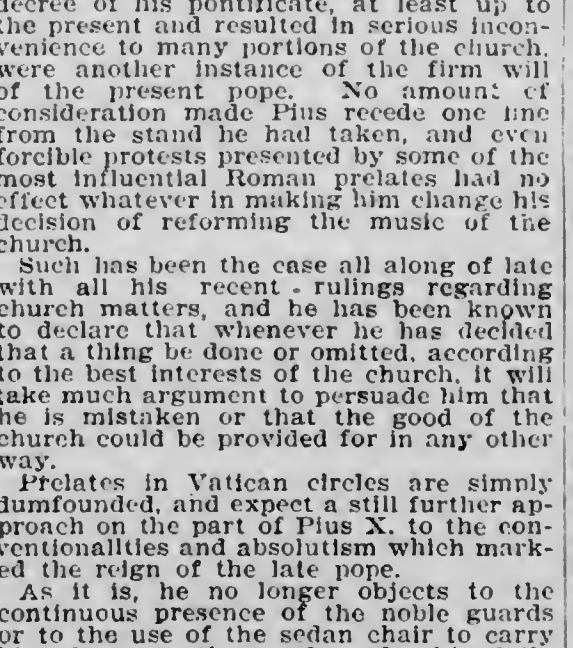 decree of his pontificate, at least up to
the present and resulted in serious incon-
venience to many portions of the church,
were another instance of the firm will
of the present pope. No amount of
consideration made Pius recede one line
from the stand he had taken, and even
forcible protests presented by some of the
most influential Roman prelates had no
effect whatever in making him change his
decision of reforming the music of the
church.
Such has been the case all along of late
with all his recent rulings regarding
church matters, and he has been known
to declare that whenever he has decided
that a thing be done or omitted, according
to the best interests of the church, it will
take much argument to persuade him that
he is mistaken or that the good of the
church could be provided for in any other
way.
Prelates in Vatican circles are simply
dumfounded, and expect a still further ap-
proach on the part of Pius X. to the con-
ventionalities and absolutism which mark-
ed the reign of the late pope.
As it is, he no longer objects to the
continuous presence of the noble guards
or to the use of the sedan chair to carry